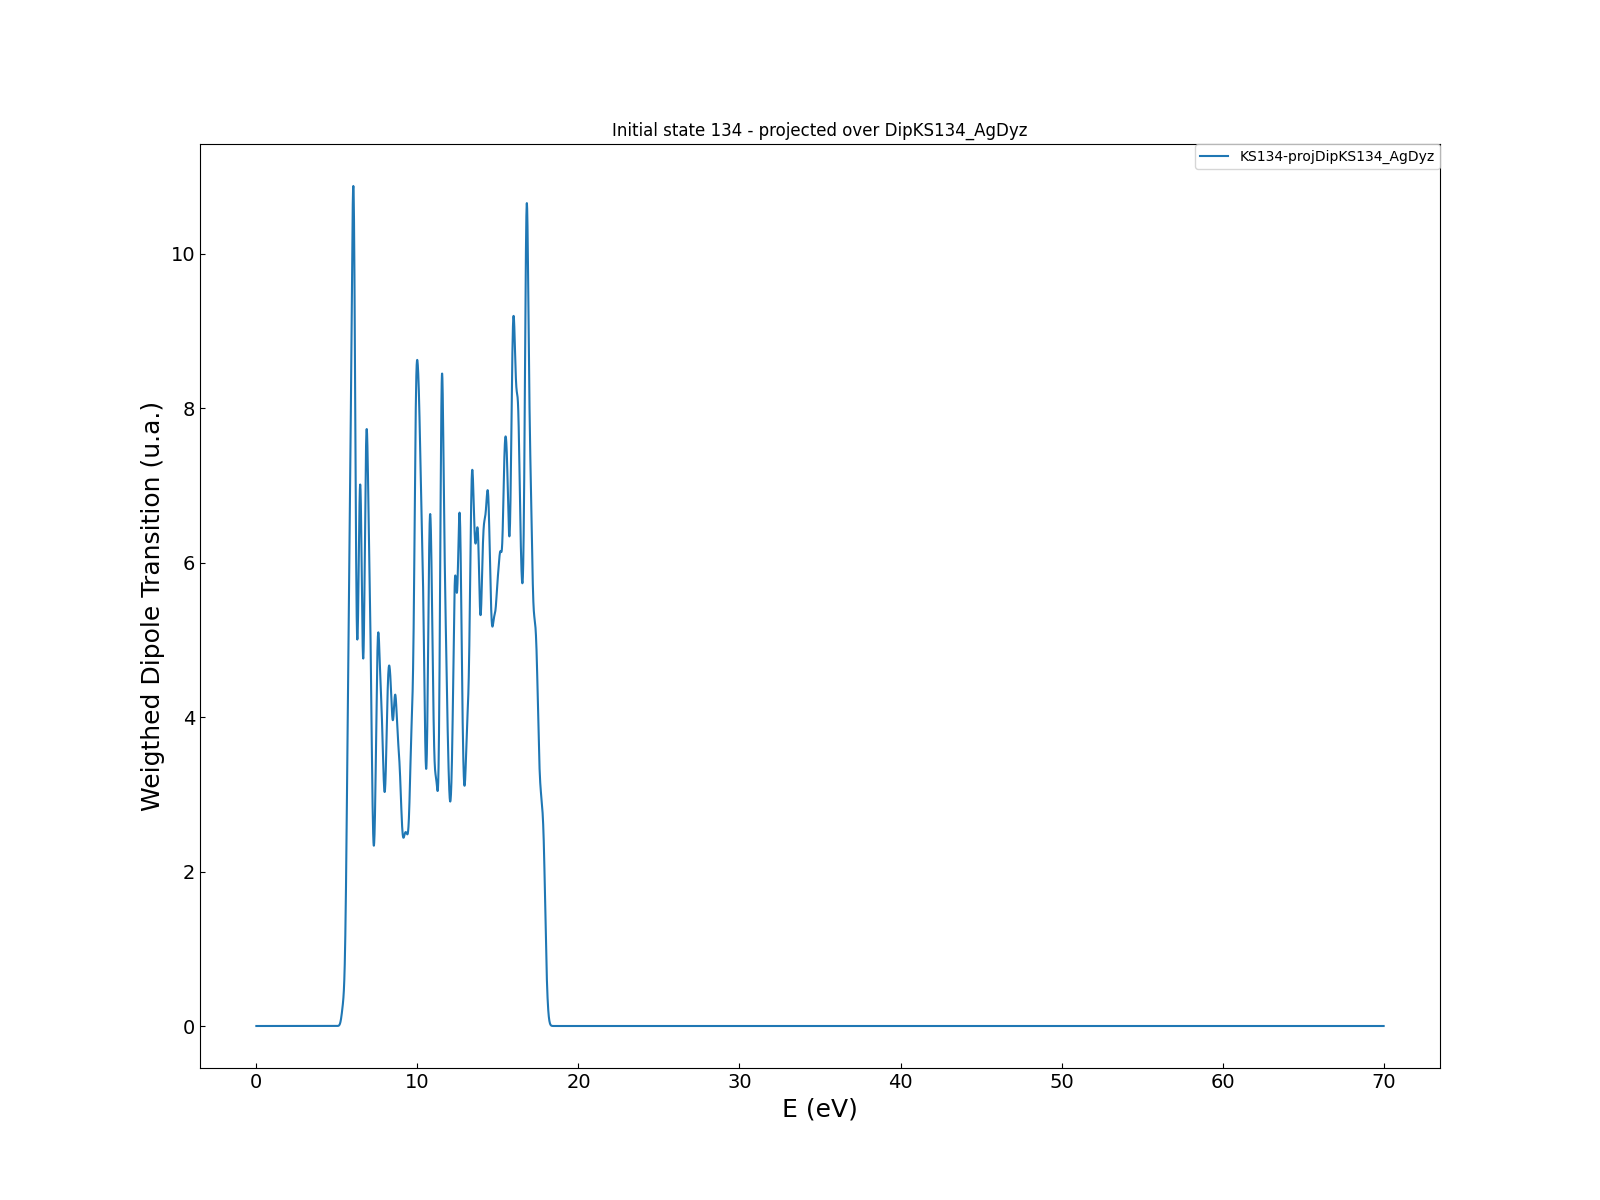 Initial state 134 - projected over DipKS134_AgDyz
KS134-projDipKS134_AgDyz
Weigthed Dipole Transition (u.a.)
10
8
6
4
2
0
0 10 20 30 40 50 60 70
E (eV)